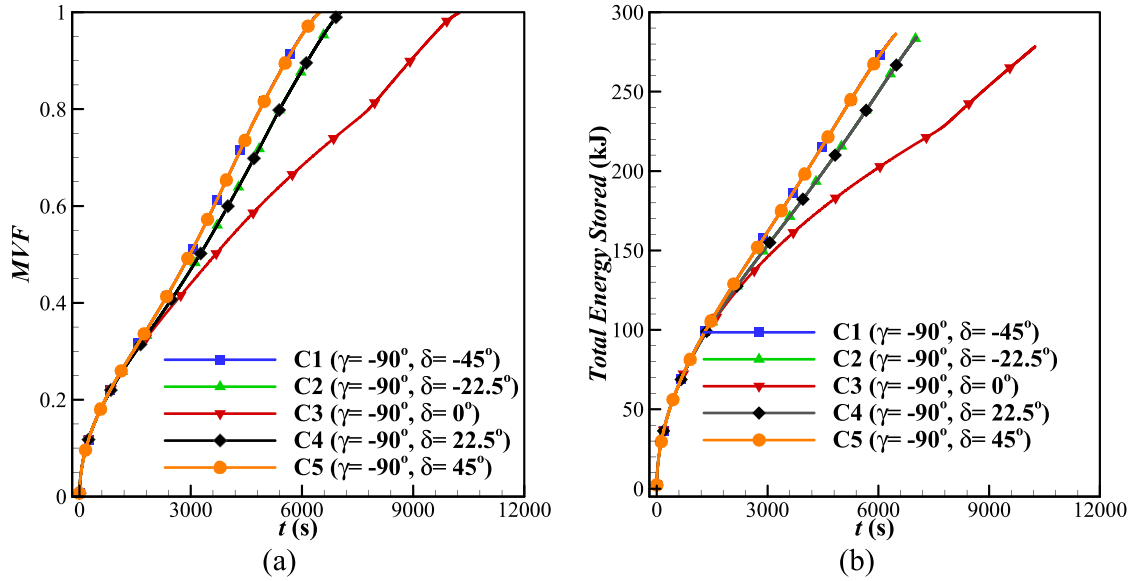 1
0.8
0.6
0.4
0.2
0
MVF
0 3000 6000 9000 12000
t (s)
C1 (γ= -90°, δ= -45°)
C2 (γ= -90°, δ= -22.5°)
C3 (γ= -90°, δ= 0°)
C4 (γ= -90°, δ= 22.5°)
C5 (γ= -90°, δ= 45°)
(a)
300
250
200
150
100
50
0
Total Energy Stored (kJ)
0 3000 6000 9000 12000
t (s)
C1 (γ= -90°, δ= -45°)
C2 (γ= -90°, δ= -22.5°)
C3 (γ= -90°, δ= 0°)
C4 (γ= -90°, δ= 22.5°)
C5 (γ= -90°, δ= 45°)
(b)